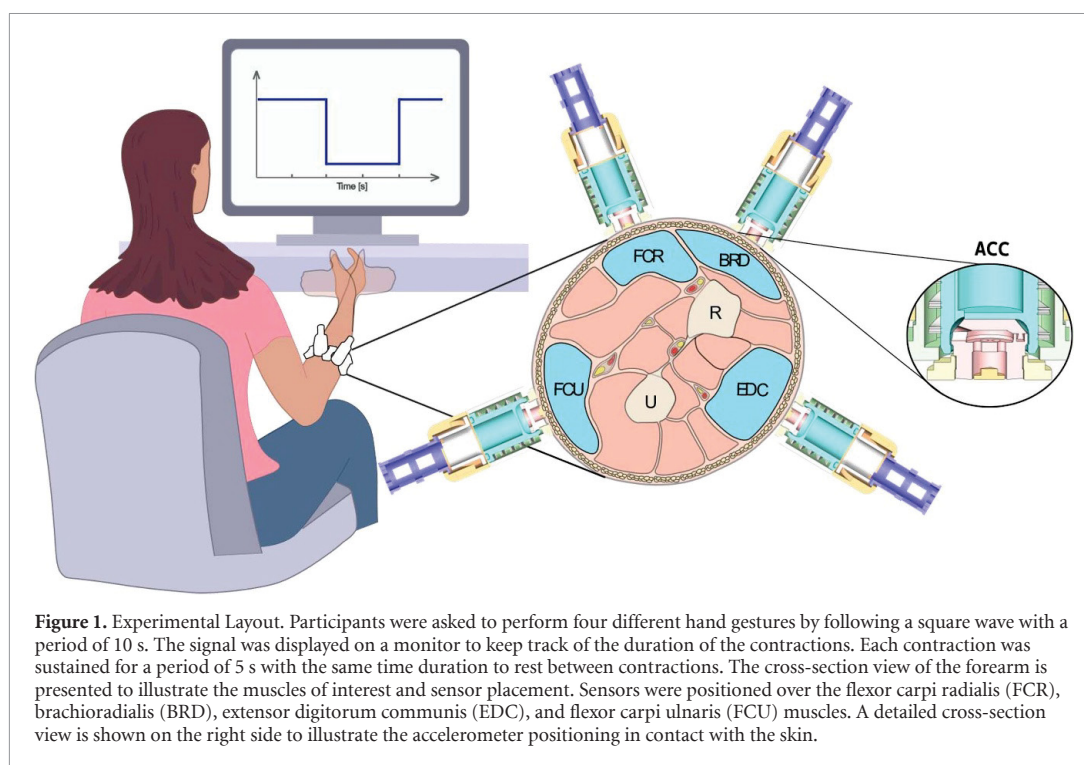 Time [s]
FCR
BRD
R
ACC
FCU
U
EDC
Figure 1. Experimental Layout. Participants were asked to perform four different hand gestures by following a square wave with a
period of 10 s. The signal was displayed on a monitor to keep track of the duration of the contractions. Each contraction was
sustained for a period of 5 s with the same time duration to rest between contractions. The cross-section view of the forearm is
presented to illustrate the muscles of interest and sensor placement. Sensors were positioned over the flexor carpi radialis (FCR),
brachioradialis (BRD), extensor digitorum communis (EDC), and flexor carpi ulnaris (FCU) muscles. A detailed cross-section
view is shown on the right side to illustrate the accelerometer positioning in contact with the skin.